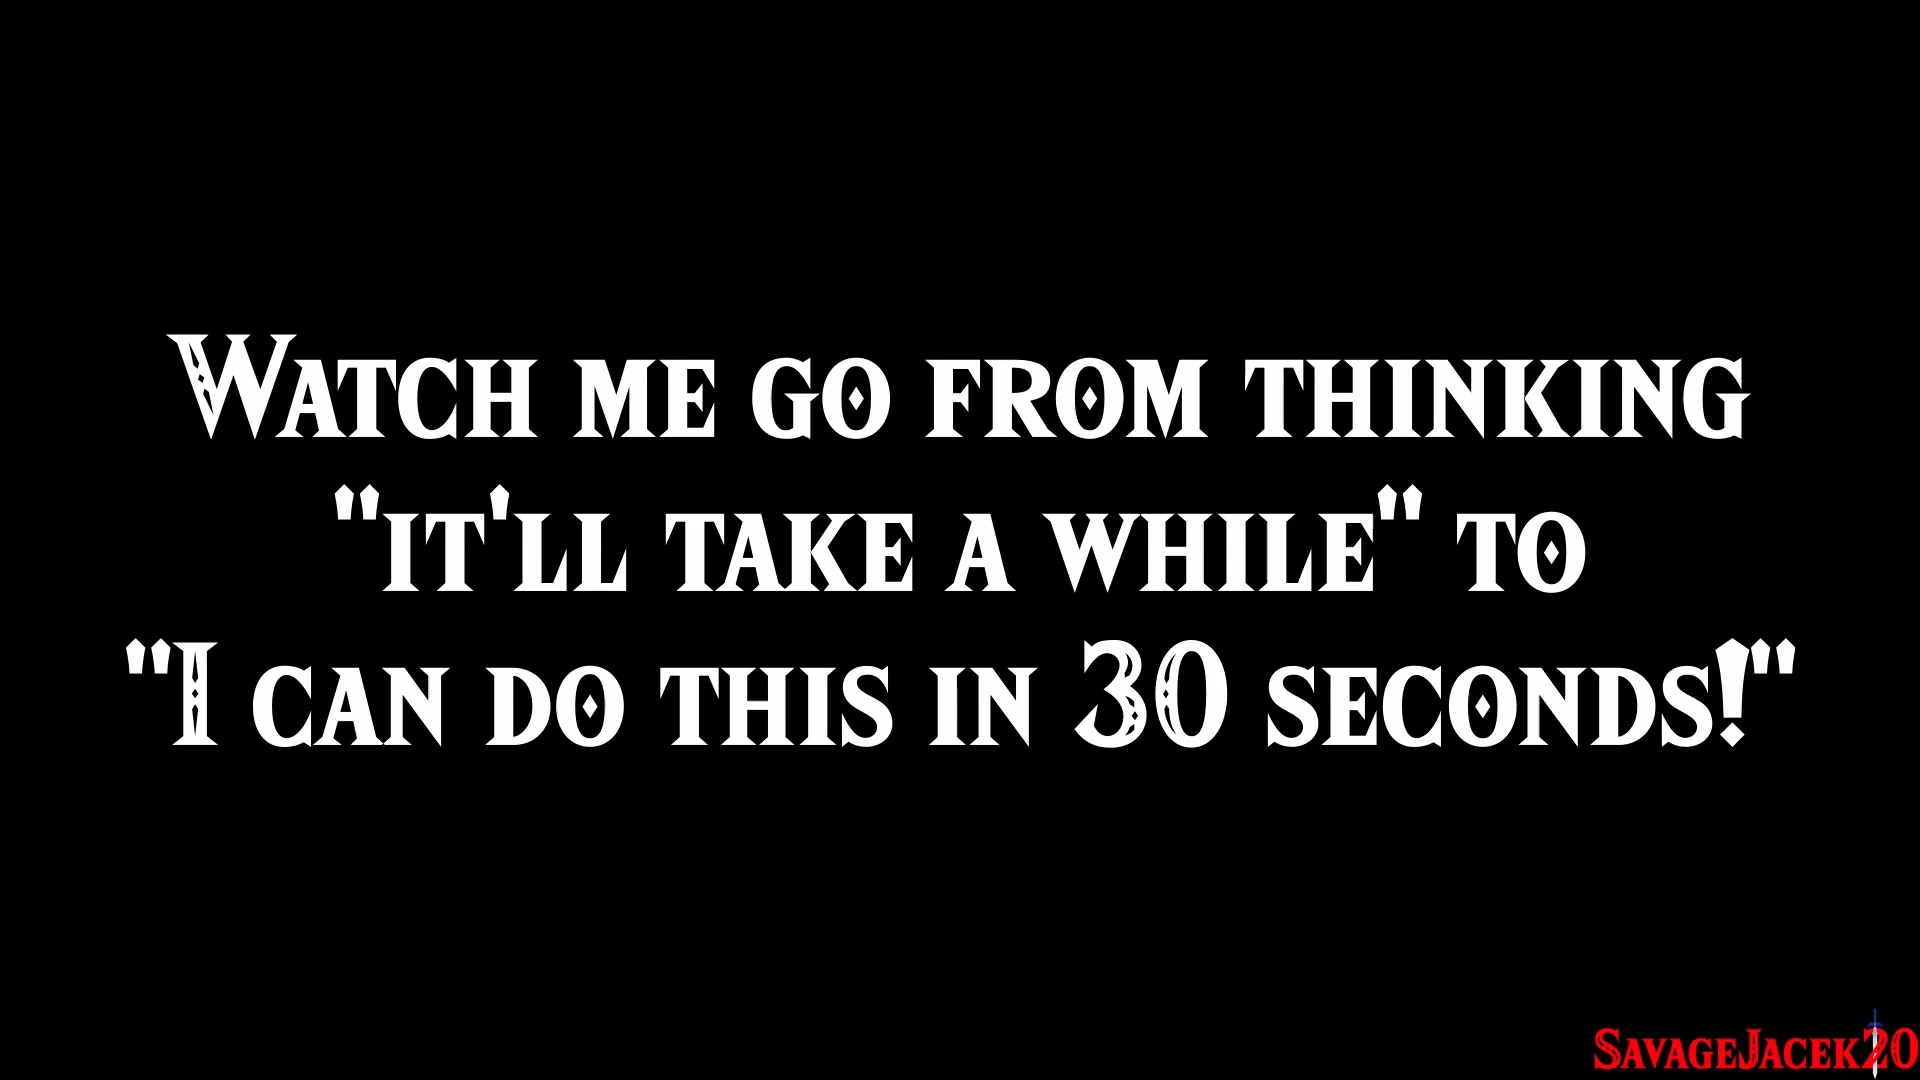 Watch me go from thinking
"it'll take a while" to
"I can do this in 30 seconds!"
SavageJacek20